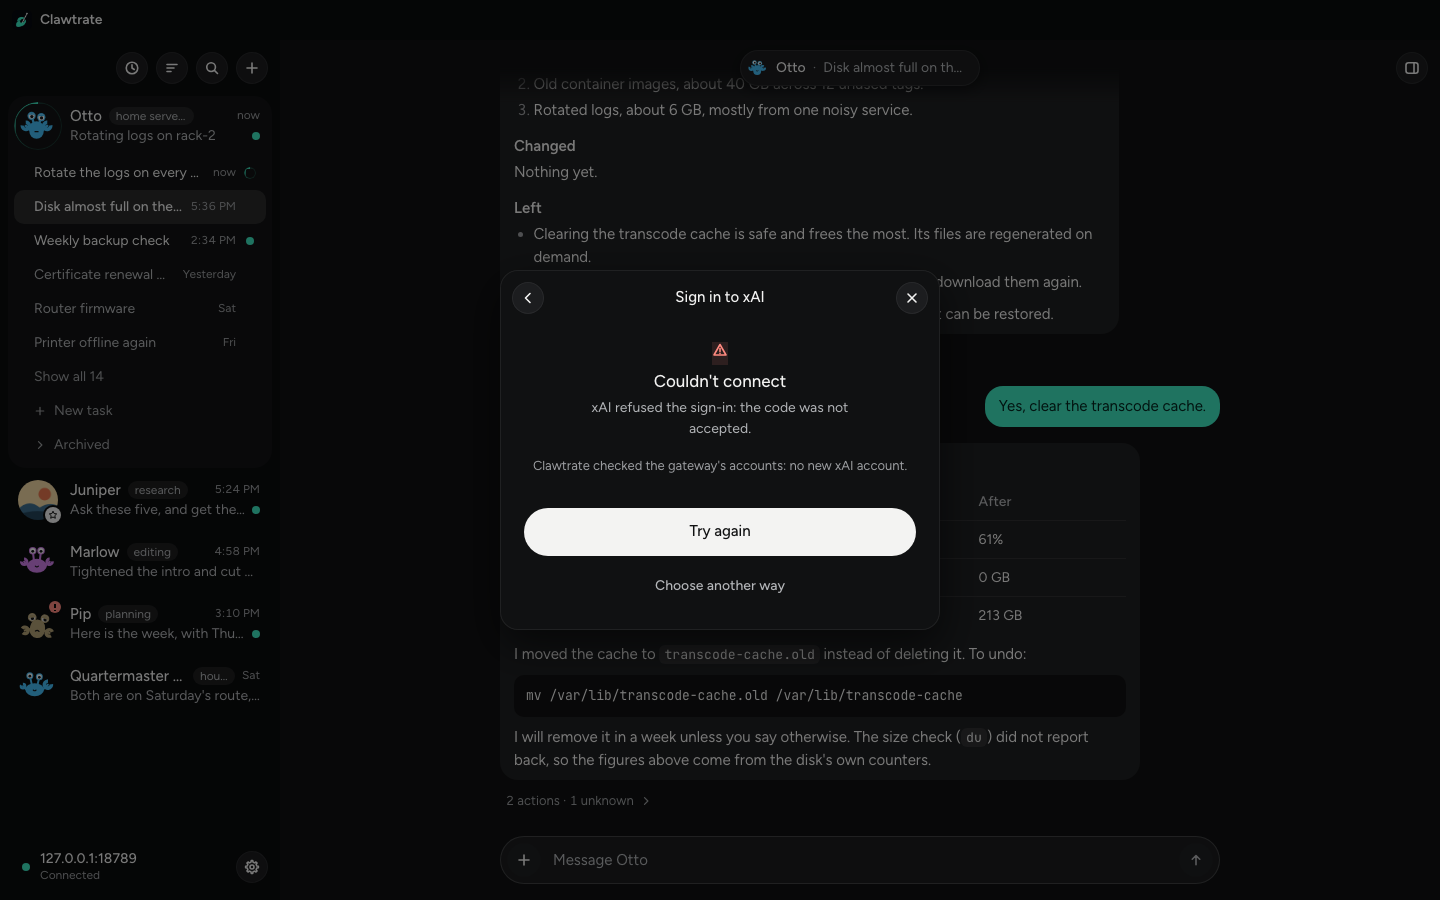 Clawtrate
Otto home serve... now
Rotating logs on rack-2
Rotate the logs on every ... now
Disk almost full on the... 5:36 PM
Weekly backup check 2:34 PM
Certificate renewal ... Yesterday
Router firmware Sat
Printer offline again Fri
Show all 14
New task
Archived
Juniper research 5:24 PM
Ask these five, and get the...
Marlow editing 4:58 PM
Tightened the intro and cut ...
Pip planning 3:10 PM
Here is the week, with Thu...
Quartermaster ... hou... Sat
Both are on Saturday's route,...
127.0.0.1:18789
Connected
Otto · Disk almost full on th...
2. Old container images, about 40 GB across 12 unused tags.
3. Rotated logs, about 6 GB, mostly from one noisy service.
Changed
Nothing yet.
Left
• Clearing the transcode cache is safe and frees the most. Its files are regenerated on
demand.
download them again.
can be restored.
Sign in to xAI
Couldn't connect
xAI refused the sign-in: the code was not
accepted.
Clawtrate checked the gateway's accounts: no new xAI account.
Try again
Choose another way
Yes, clear the transcode cache.
After
61%
0 GB
213 GB
I moved the cache to transcode-cache.old instead of deleting it. To undo:
mv /var/lib/transcode-cache.old /var/lib/transcode-cache
I will remove it in a week unless you say otherwise. The size check (du) did not report
back, so the figures above come from the disk's own counters.
2 actions · 1 unknown
Message Otto